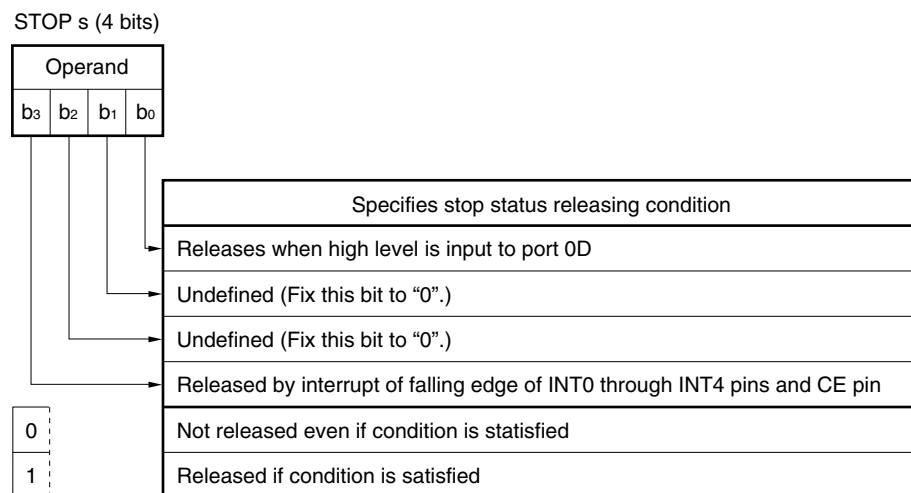 STOP s (4 bits)
Operand
b3 b2 b1 b0
Specifies stop status releasing condition
Releases when high level is input to port 0D
Undefined (Fix this bit to “0”.)
Undefined (Fix this bit to “0”.)
Released by interrupt of falling edge of INT0 through INT4 pins and CE pin
0 Not released even if condition is statisfied
1 Released if condition is satisfied